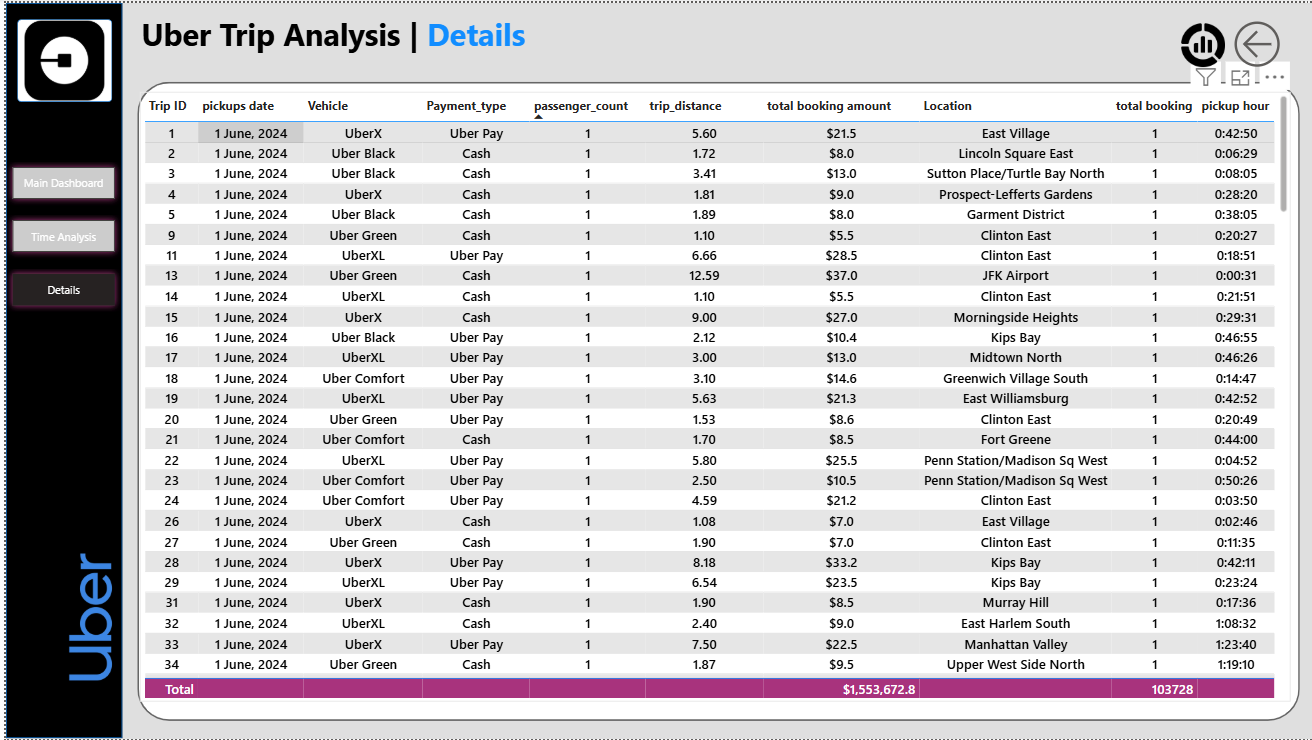 Uber Trip Analysis | Details
Main Dashboard
Time Analysis
Details
Uber
Trip ID pickups date Vehicle Payment_type passenger_count trip_distance total booking amount Location total booking pickup hour
1 1 June, 2024 UberX Uber Pay 1 5.60 $21.5 East Village 1 0:42:50
2 1 June, 2024 Uber Black Cash 1 1.72 $8.0 Lincoln Square East 1 0:06:29
3 1 June, 2024 Uber Black Cash 1 3.41 $13.0 Sutton Place/Turtle Bay North 1 0:08:05
4 1 June, 2024 UberX Cash 1 1.81 $9.0 Prospect-Lefferts Gardens 1 0:28:20
5 1 June, 2024 Uber Black Cash 1 1.89 $8.0 Garment District 1 0:38:05
9 1 June, 2024 Uber Green Cash 1 1.10 $5.5 Clinton East 1 0:20:27
11 1 June, 2024 UberXL Uber Pay 1 6.66 $28.5 Clinton East 1 0:18:51
13 1 June, 2024 Uber Green Cash 1 12.59 $37.0 JFK Airport 1 0:00:31
14 1 June, 2024 UberXL Cash 1 1.10 $5.5 Clinton East 1 0:21:51
15 1 June, 2024 UberX Cash 1 9.00 $27.0 Morningside Heights 1 0:29:31
16 1 June, 2024 Uber Black Uber Pay 1 2.12 $10.4 Kips Bay 1 0:46:55
17 1 June, 2024 UberXL Uber Pay 1 3.00 $13.0 Midtown North 1 0:46:26
18 1 June, 2024 Uber Comfort Uber Pay 1 3.10 $14.6 Greenwich Village South 1 0:14:47
19 1 June, 2024 UberXL Uber Pay 1 5.63 $21.3 East Williamsburg 1 0:42:52
20 1 June, 2024 Uber Green Uber Pay 1 1.53 $8.6 Clinton East 1 0:20:49
21 1 June, 2024 Uber Comfort Cash 1 1.70 $8.5 Fort Greene 1 0:44:00
22 1 June, 2024 UberXL Uber Pay 1 5.80 $25.5 Penn Station/Madison Sq West 1 0:04:52
23 1 June, 2024 Uber Comfort Uber Pay 1 2.50 $10.5 Penn Station/Madison Sq West 1 0:50:26
24 1 June, 2024 Uber Comfort Uber Pay 1 4.59 $21.2 Clinton East 1 0:03:50
26 1 June, 2024 UberX Cash 1 1.08 $7.0 East Village 1 0:02:46
27 1 June, 2024 Uber Green Cash 1 1.90 $7.0 Clinton East 1 0:11:35
28 1 June, 2024 UberX Uber Pay 1 8.18 $33.2 Kips Bay 1 0:42:11
29 1 June, 2024 UberXL Uber Pay 1 6.54 $23.5 Kips Bay 1 0:23:24
31 1 June, 2024 UberX Cash 1 1.90 $8.5 Murray Hill 1 0:17:36
32 1 June, 2024 UberXL Cash 1 2.40 $9.0 East Harlem South 1 1:08:32
33 1 June, 2024 UberX Uber Pay 1 7.50 $22.5 Manhattan Valley 1 1:23:40
34 1 June, 2024 Uber Green Cash 1 1.87 $9.5 Upper West Side North 1 1:19:10
Total $1,553,672.8 103728